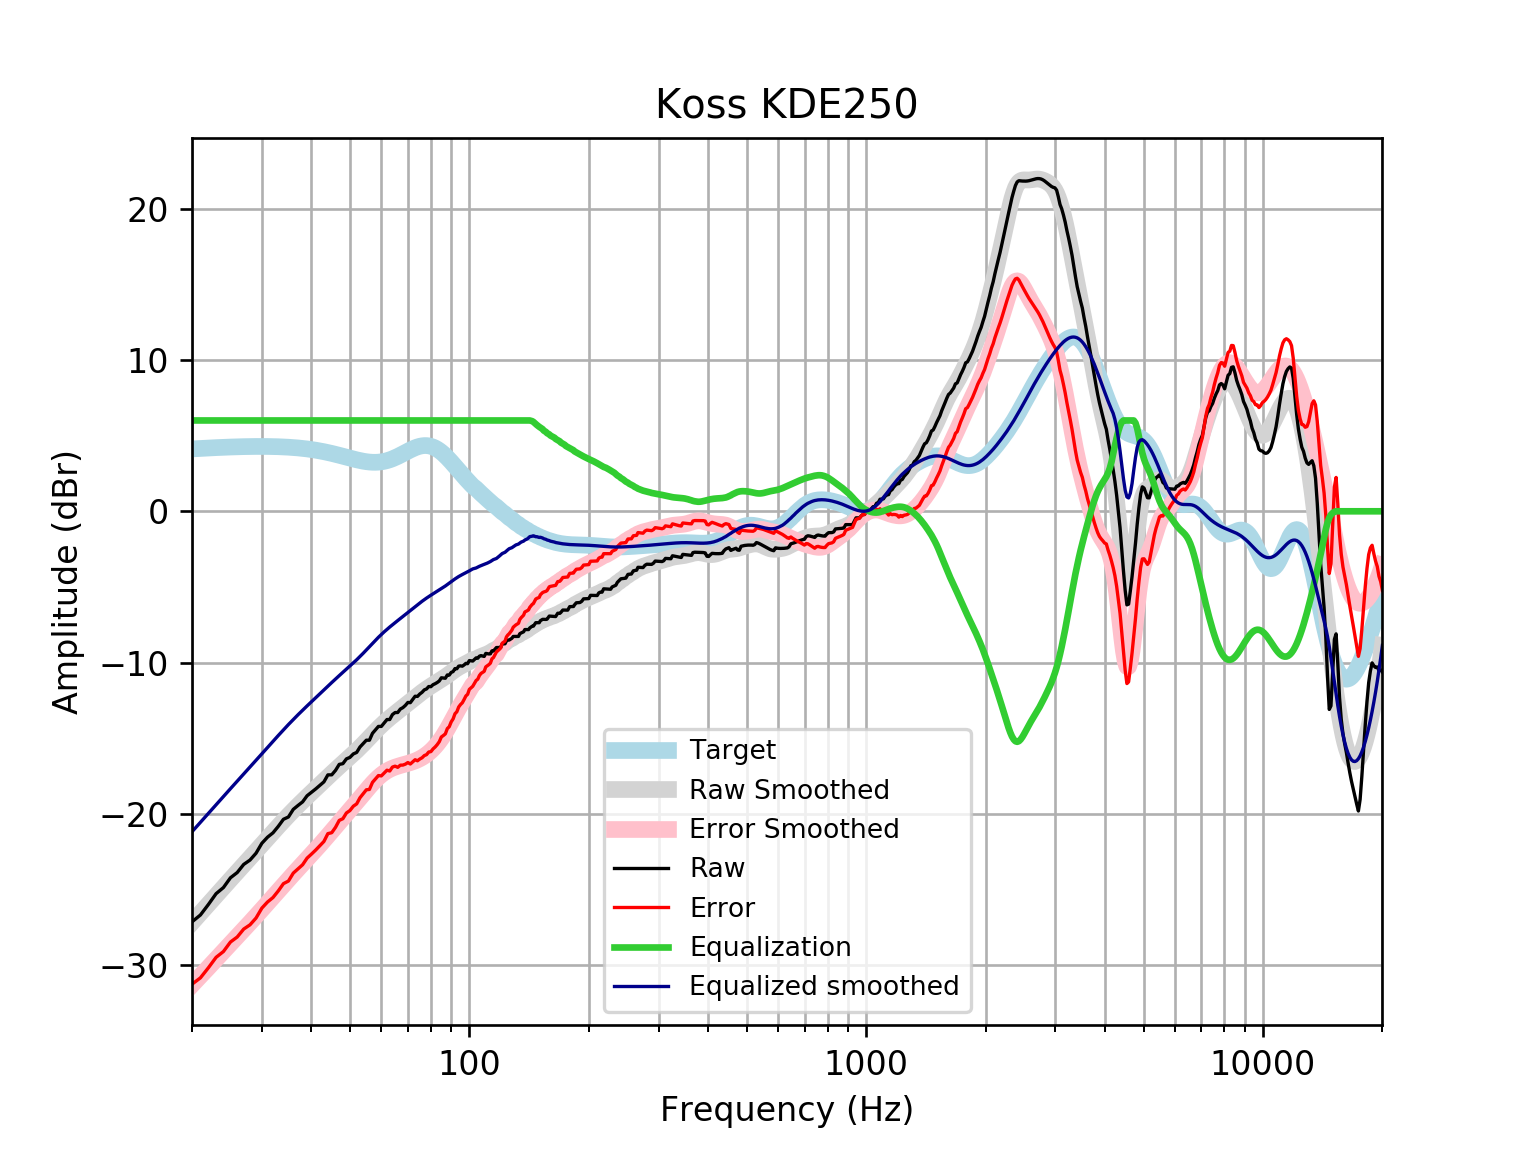 Koss KDE250
Amplitude (dBr)
20
10
0
−10
−20
−30
Target
Raw Smoothed
Error Smoothed
Raw
Error
Equalization
Equalized smoothed
100
1000
10000
Frequency (Hz)